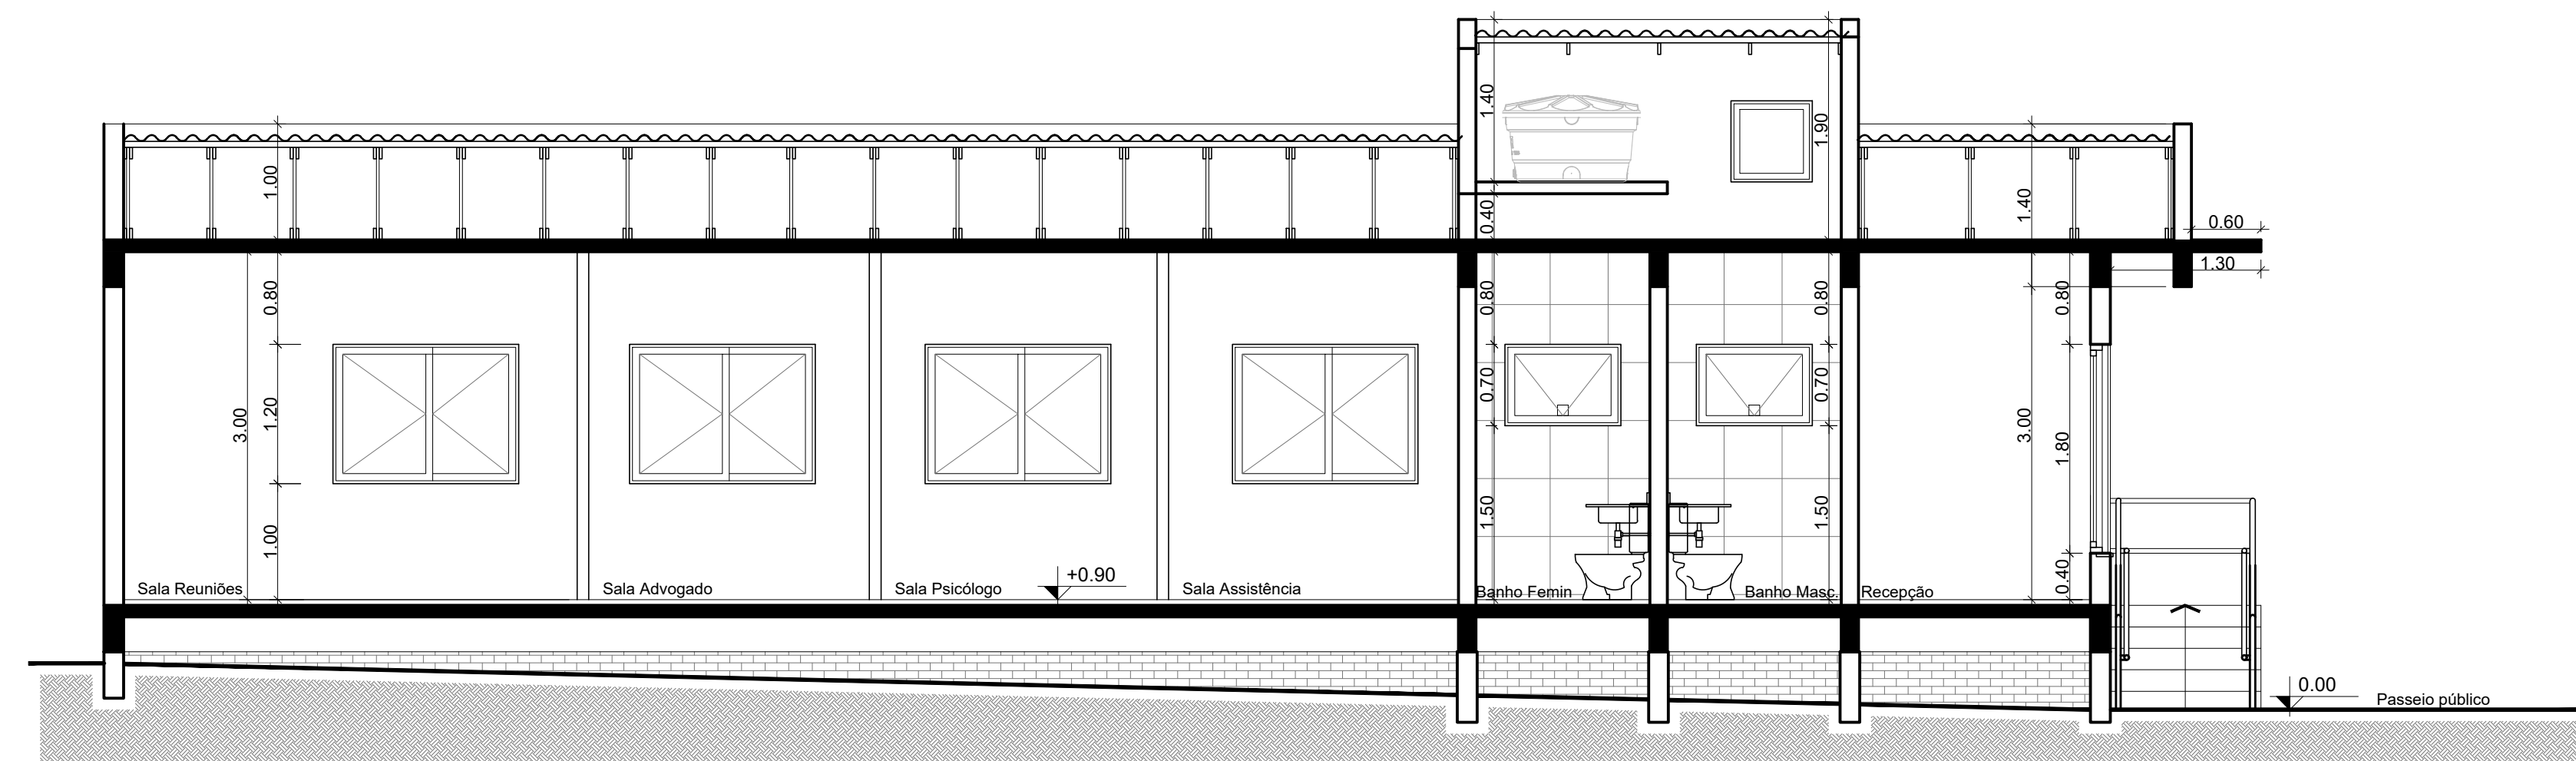 1.40
1.90
1.00
0.40
1.40
0.60
1.30
0.80
0.80
0.80
0.80
3.00
1.20
0.70
0.70
3.00
1.80
1.00
1.50
1.50
0.40
Sala Reuniões
Sala Advogado
Sala Psicólogo
+0.90
Sala Assistência
Banho Femin
Banho Masc.
Recepção
0.00
Passeio público